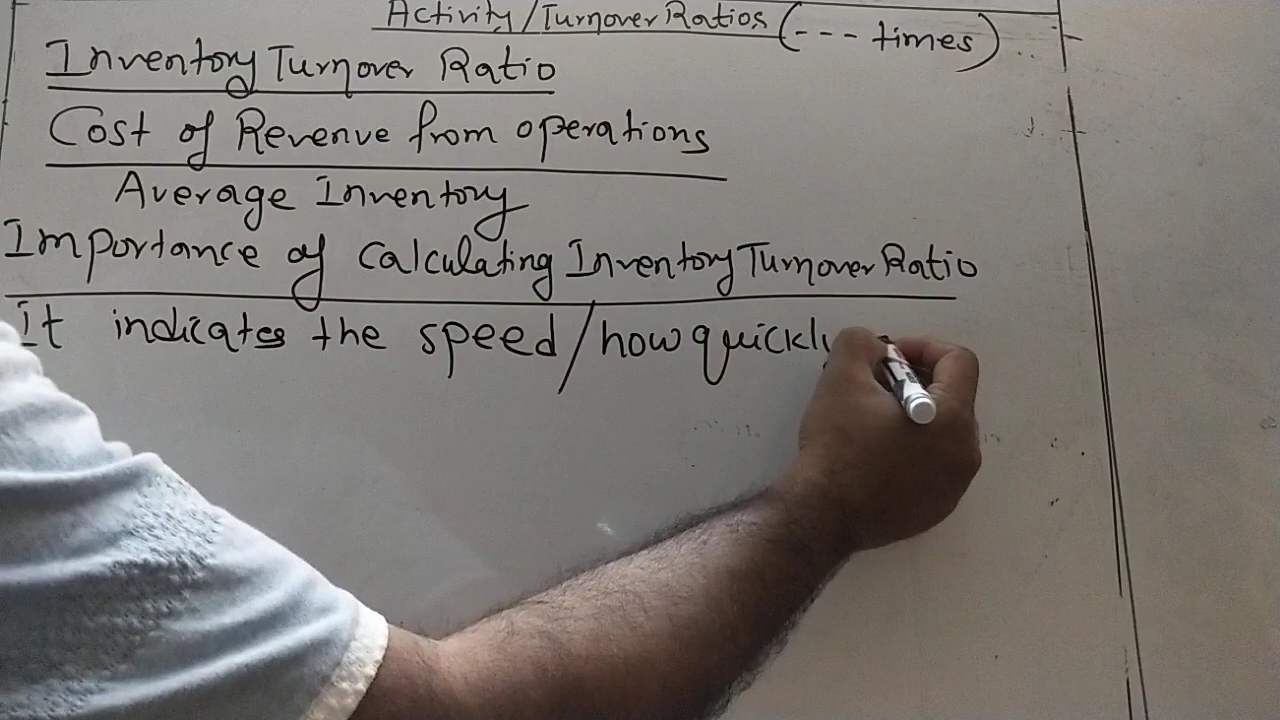 Activity/Turnover Ratios (--- times)
Inventory Turnover Ratio
Cost of Revenue from operations
Average Inventory
Importance of Calculating Inventory Turnover Ratio
It indicates the speed/how quickly